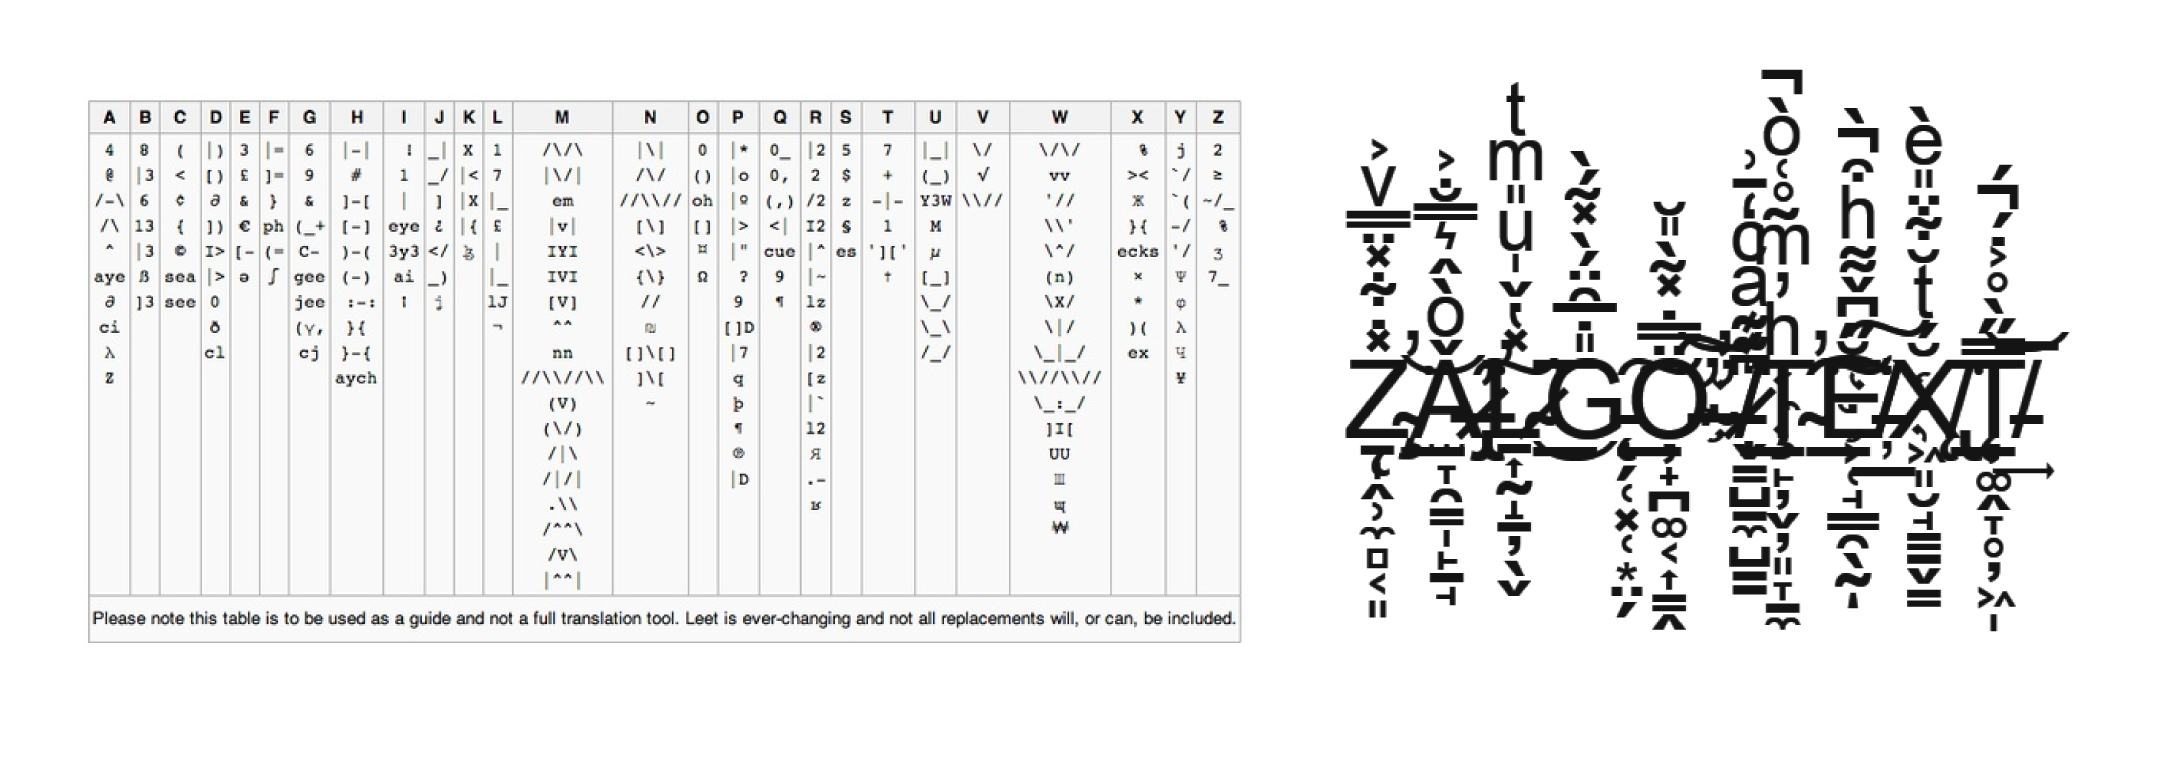 A B C D E F G H I J K L M N O P Q R S T U V W X Y Z
4 8 ( |) 3 |= 6 |-| ! _| X 1 /\/\ |\| 0 |* 0_ |2 5 7 |_| \/ \/\/ % j 2
@ |3 < [) £ ]= 9 # 1 _/ |< 7 |\/| /\/ () |o 0, 2 $ + (_) √ vv >< `/ ≥
/-\ 6 ¢ ∂ & } & ]-[ | ] |X |_ em //\\// oh |º (,) /2 z -|- Y3W \\// '// Ж `( ~/_
/\ 13 { ]) € ph (_+ [-] eye ¿ |{ £ |v| [\] [] |> <| I2 § 1 M \\' }{ -/ %
^ |3 © I> [- (= C- )-( 3y3 </ | IYI <\> ¤ |" cue |^ es '][' µ \^/ ecks '/ 3
aye ß sea |> ə ∫ gee (-) ai _) |_ IVI {\} Ω ? 9 |~ † [_] (n) × Ψ 7_
∂ ]3 see 0 jee :-: ¡ j lJ [V] // 9 ¶ lz \_/ \X/ * φ
ci ð (γ, }{ ¬ ^^ ₪ []D ® \_\ \|/ )( λ
λ cl cj }-{ nn []\[] |7 |2 /_/ \_|_/ ex Ч
Z aych //\\//\\ ]\[ q [z \\//\\// ¥
(V) ~ þ |` \_:_/
(\/) ¶ l2 ]I[
/|\ ℗ Я UU
/|/| |D .- Ш
.\\ ʁ щ
/^^\ ₩
/V\
|^^|
Please note this table is to be used as a guide and not a full translation tool. Leet is ever-changing and not all replacements will, or can, be included.
ZALGO TEXT